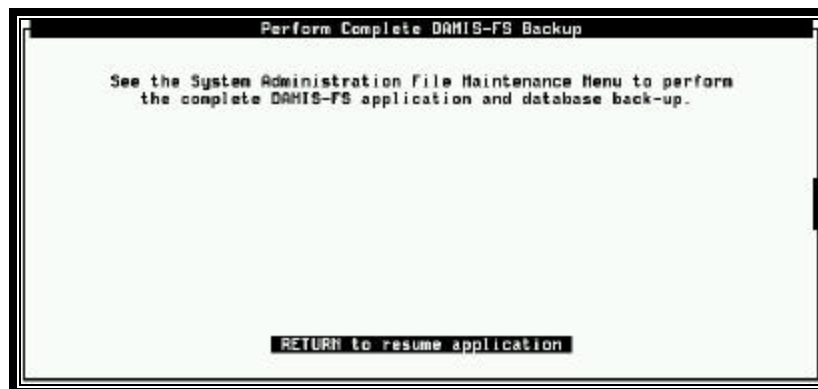 Perform Complete DAMIS-FS Backup
See the System Administration File Maintenance Menu to perform
the complete DAMIS-FS application and database back-up.
RETURN to resume application